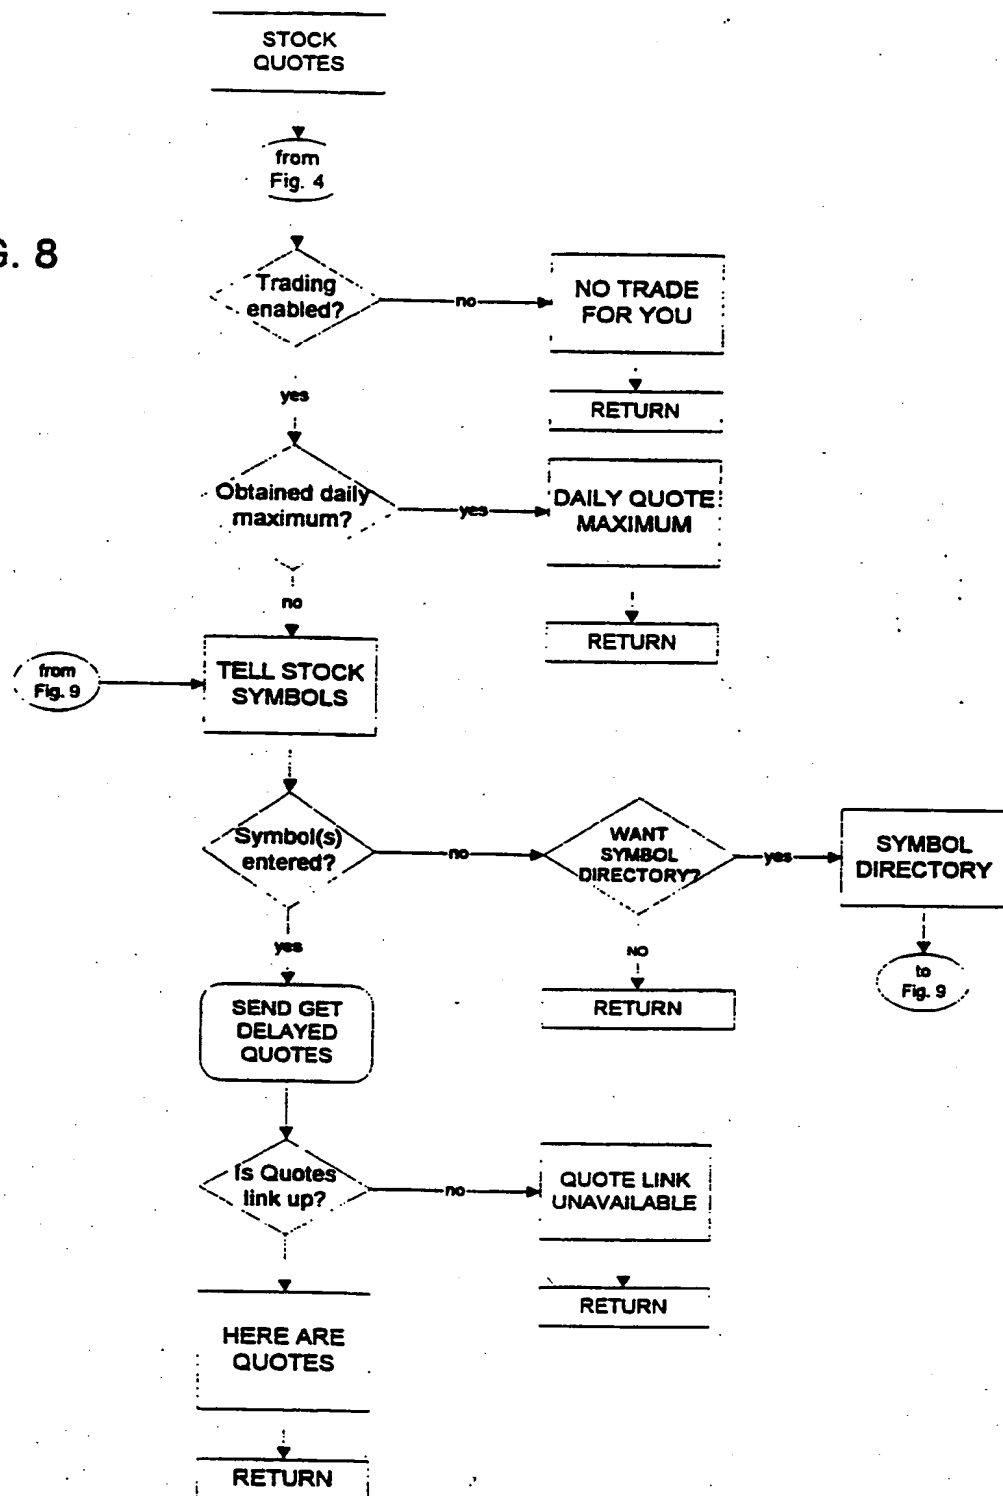 STOCK
QUOTES
from
Fig. 4
G. 8
Trading
enabled?
no
NO TRADE
FOR YOU
yes
RETURN
Obtained daily
maximum?
yes
DAILY QUOTE
MAXIMUM
no
RETURN
from
Fig. 9
TELL STOCK
SYMBOLS
Symbol(s)
entered?
no
WANT
SYMBOL
DIRECTORY?
yes
SYMBOL
DIRECTORY
yes
NO
to
Fig. 9
SEND GET
DELAYED
QUOTES
RETURN
Is Quotes
link up?
no
QUOTE LINK
UNAVAILABLE
RETURN
HERE ARE
QUOTES
RETURN